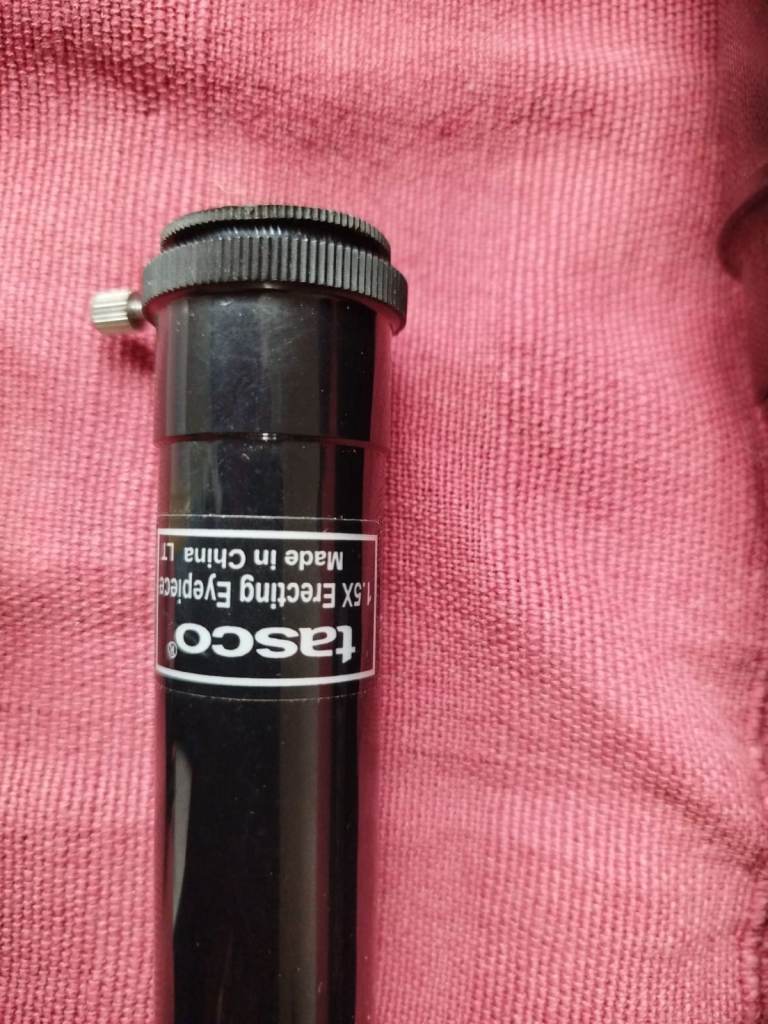 tasco®
1.5X Erecting Eyepiece
Made in China LT